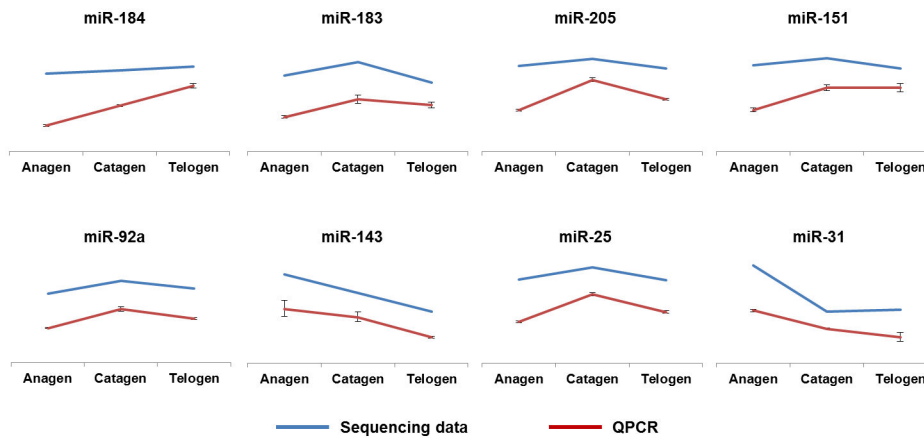 miR-184 miR-183 miR-205 miR-151
Anagen Catagen Telogen Anagen Catagen Telogen Anagen Catagen Telogen Anagen Catagen Telogen
miR-92a miR-143 miR-25 miR-31
Anagen Catagen Telogen Anagen Catagen Telogen Anagen Catagen Telogen Anagen Catagen Telogen
Sequencing data QPCR